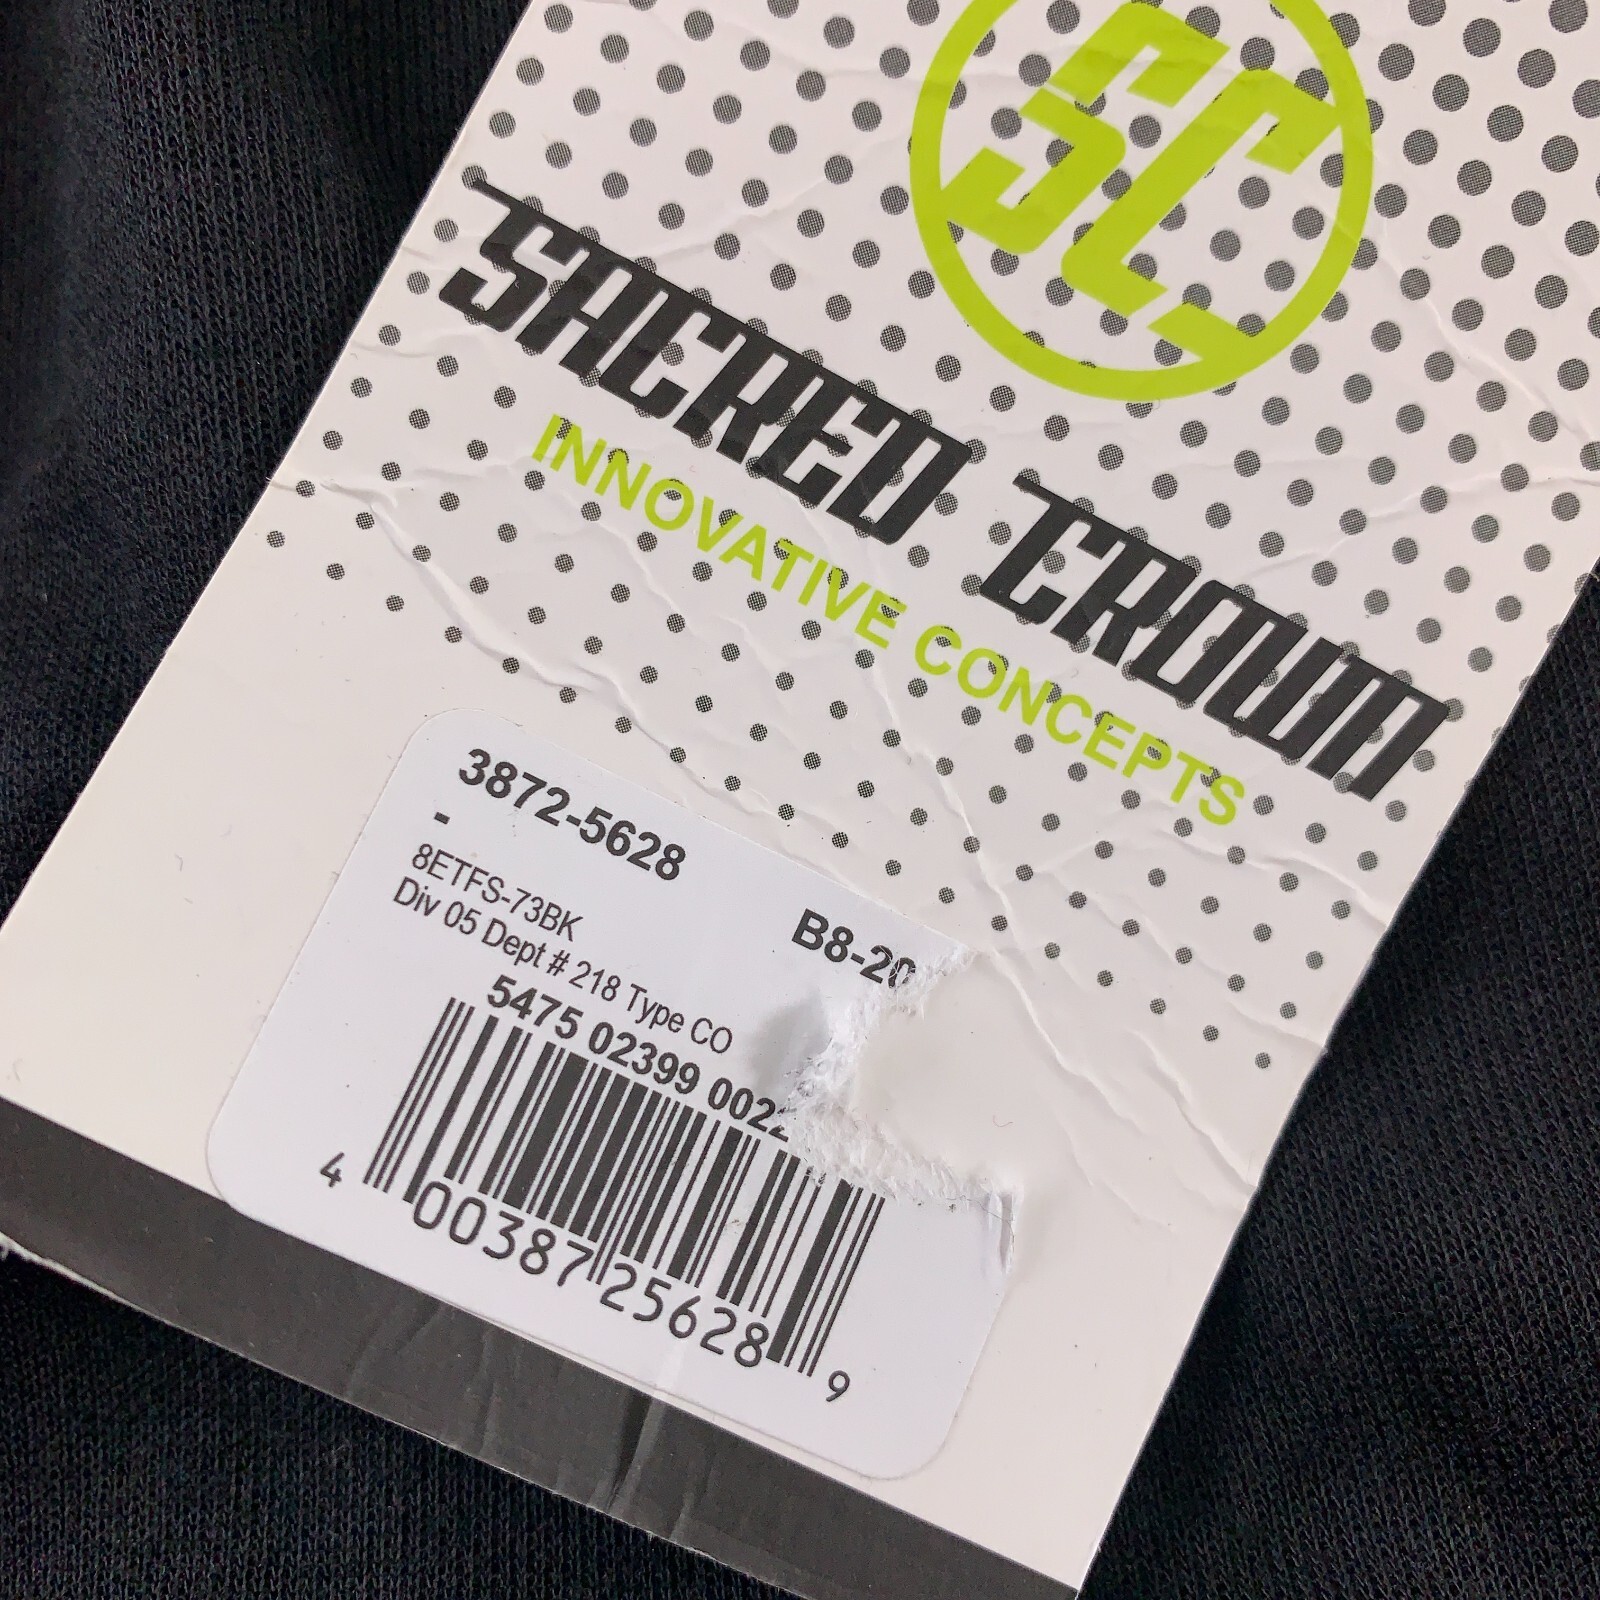 SC
SACRED CROWN
INNOVATIVE CONCEPTS
3872-5628
-
B8-20
8ETFS-73BK
Div 05 Dept # 218 Type CO
5475 02399 002
4 00387 25628 9